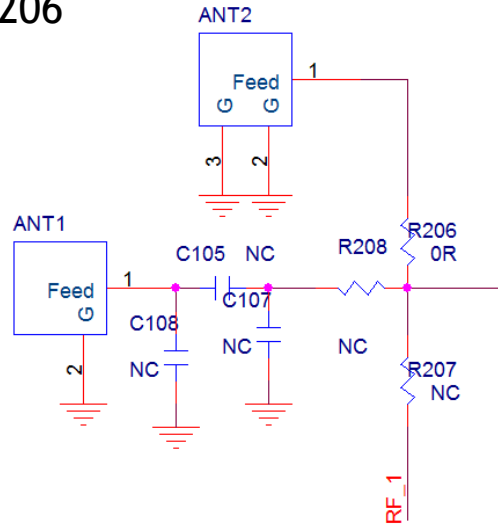 206
ANT2
1
Feed
G G
3
2
ANT1
R206
0R
R208
C105 NC
1
C107
Feed
G
C108
NC
NC
NC
2
R207
NC
RF_1